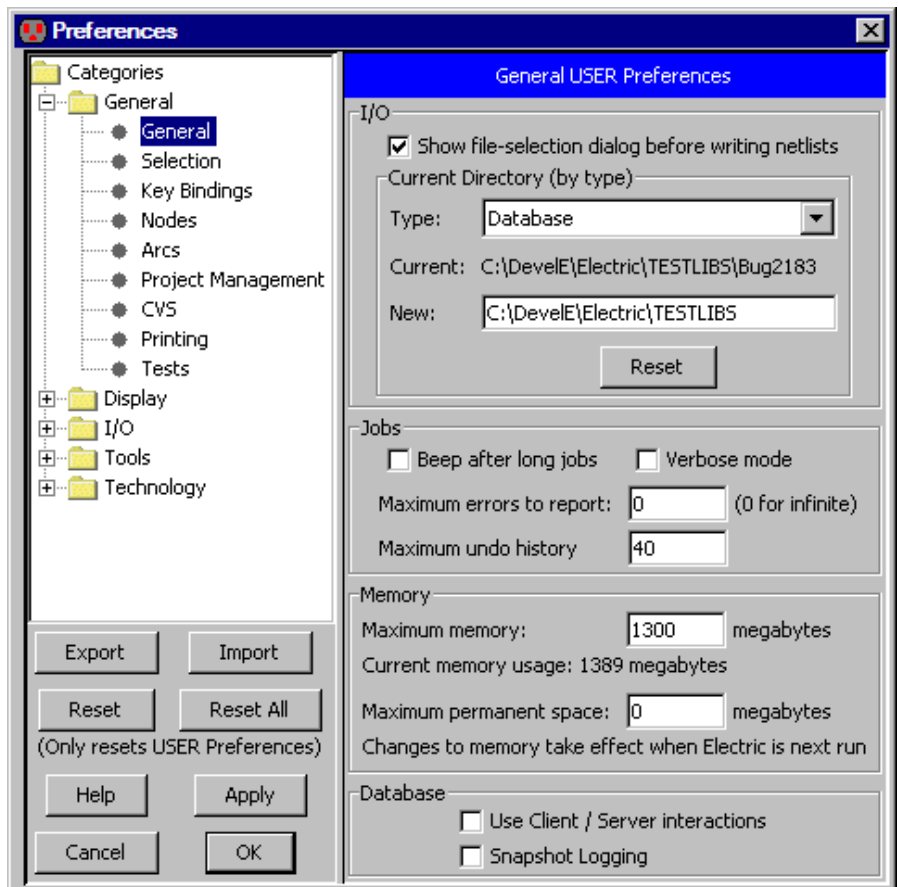 Preferences
Categories
General
General
Selection
Key Bindings
Nodes
Arcs
Project Management
CVS
Printing
Tests
Display
I/O
Tools
Technology
Export Import
Reset Reset All
(Only resets USER Preferences)
Help Apply
Cancel OK
General USER Preferences
I/O
Show file-selection dialog before writing netlists
Current Directory (by type)
Type: Database
Current: C:\DevelE\Electric\TESTLIBS\Bug2183
New: C:\DevelE\Electric\TESTLIBS
Reset
Jobs
Beep after long jobs Verbose mode
Maximum errors to report: 0 (0 for infinite)
Maximum undo history 40
Memory
Maximum memory: 1300 megabytes
Current memory usage: 1389 megabytes
Maximum permanent space: 0 megabytes
Changes to memory take effect when Electric is next run
Database
Use Client / Server interactions
Snapshot Logging